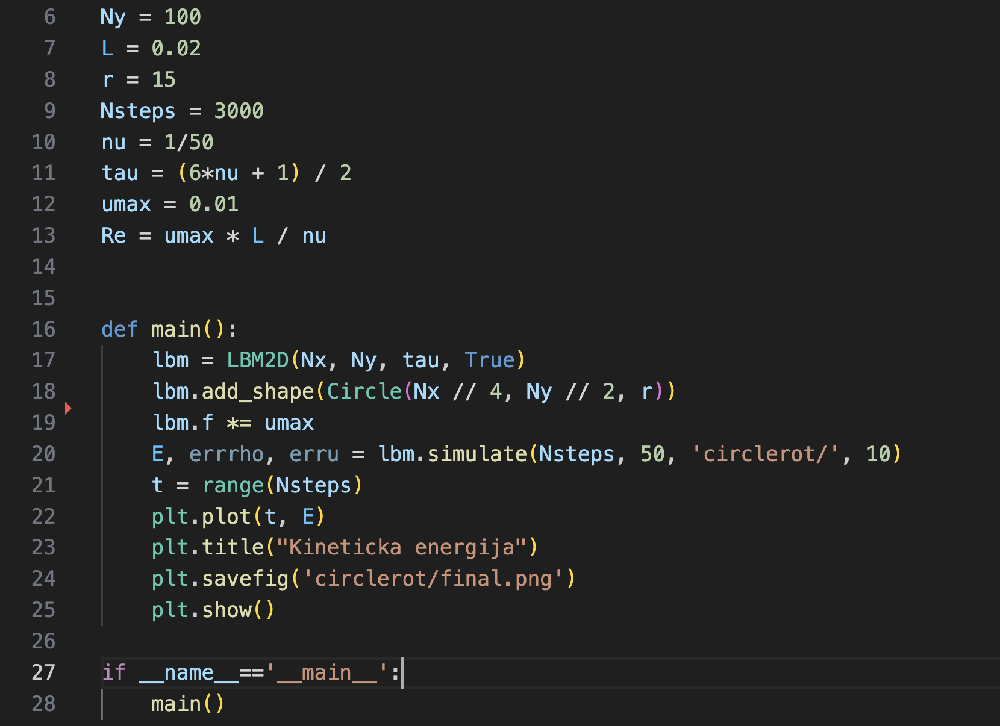 6 Ny = 100
7 L = 0.02
8 r = 15
9 Nsteps = 3000
10 nu = 1/50
11 tau = (6*nu + 1) / 2
12 umax = 0.01
13 Re = umax * L / nu
14
15
16 def main():
17     lbm = LBM2D(Nx, Ny, tau, True)
18     lbm.add_shape(Circle(Nx // 4, Ny // 2, r))
19     lbm.f *= umax
20     E, errrho, erru = lbm.simulate(Nsteps, 50, 'circlerot/', 10)
21     t = range(Nsteps)
22     plt.plot(t, E)
23     plt.title("Kineticka energija")
24     plt.savefig('circlerot/final.png')
25     plt.show()
26
27 if __name__=='__main__':
28     main()